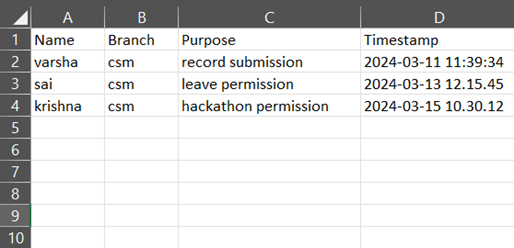 A B C D
1 Name Branch Purpose Timestamp
2 varsha csm record submission 2024-03-11 11:39:34
3 sai csm leave permission 2024-03-13 12.15.45
4 krishna csm hackathon permission 2024-03-15 10.30.12
5
6
7
8
9
10